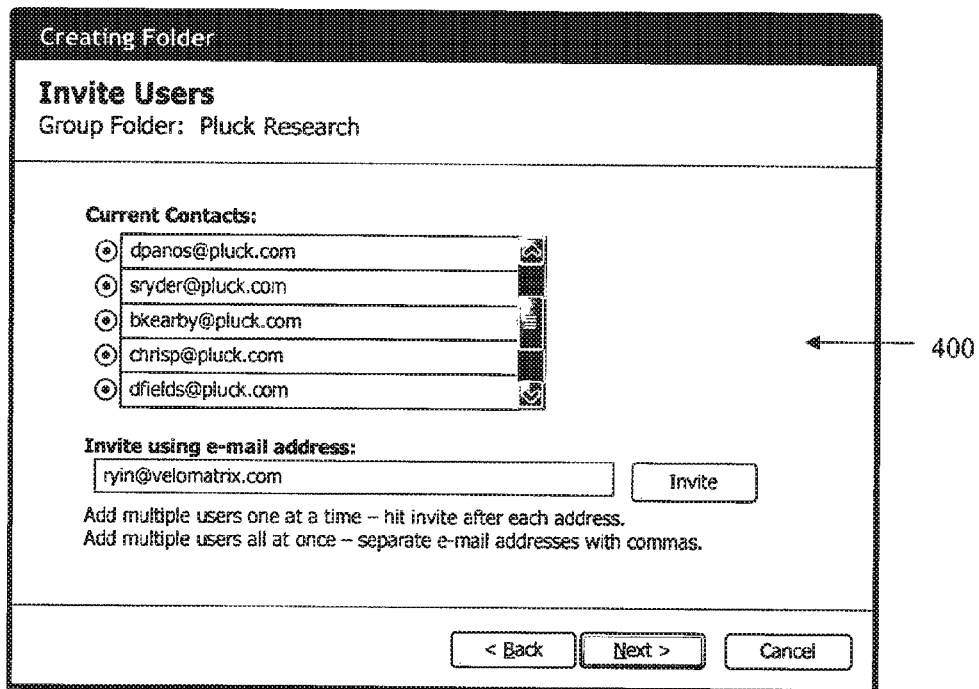 Creating Folder
Invite Users
Group Folder: Pluck Research
Current Contacts:
dpanos@pluck.com
sryder@pluck.com
bkearby@pluck.com
chrisp@pluck.com
dfields@pluck.com
400
Invite using e-mail address:
ryin@velomatrix.com
Invite
Add multiple users one at a time – hit invite after each address.
Add multiple users all at once – separate e-mail addresses with commas.
< Back Next > Cancel